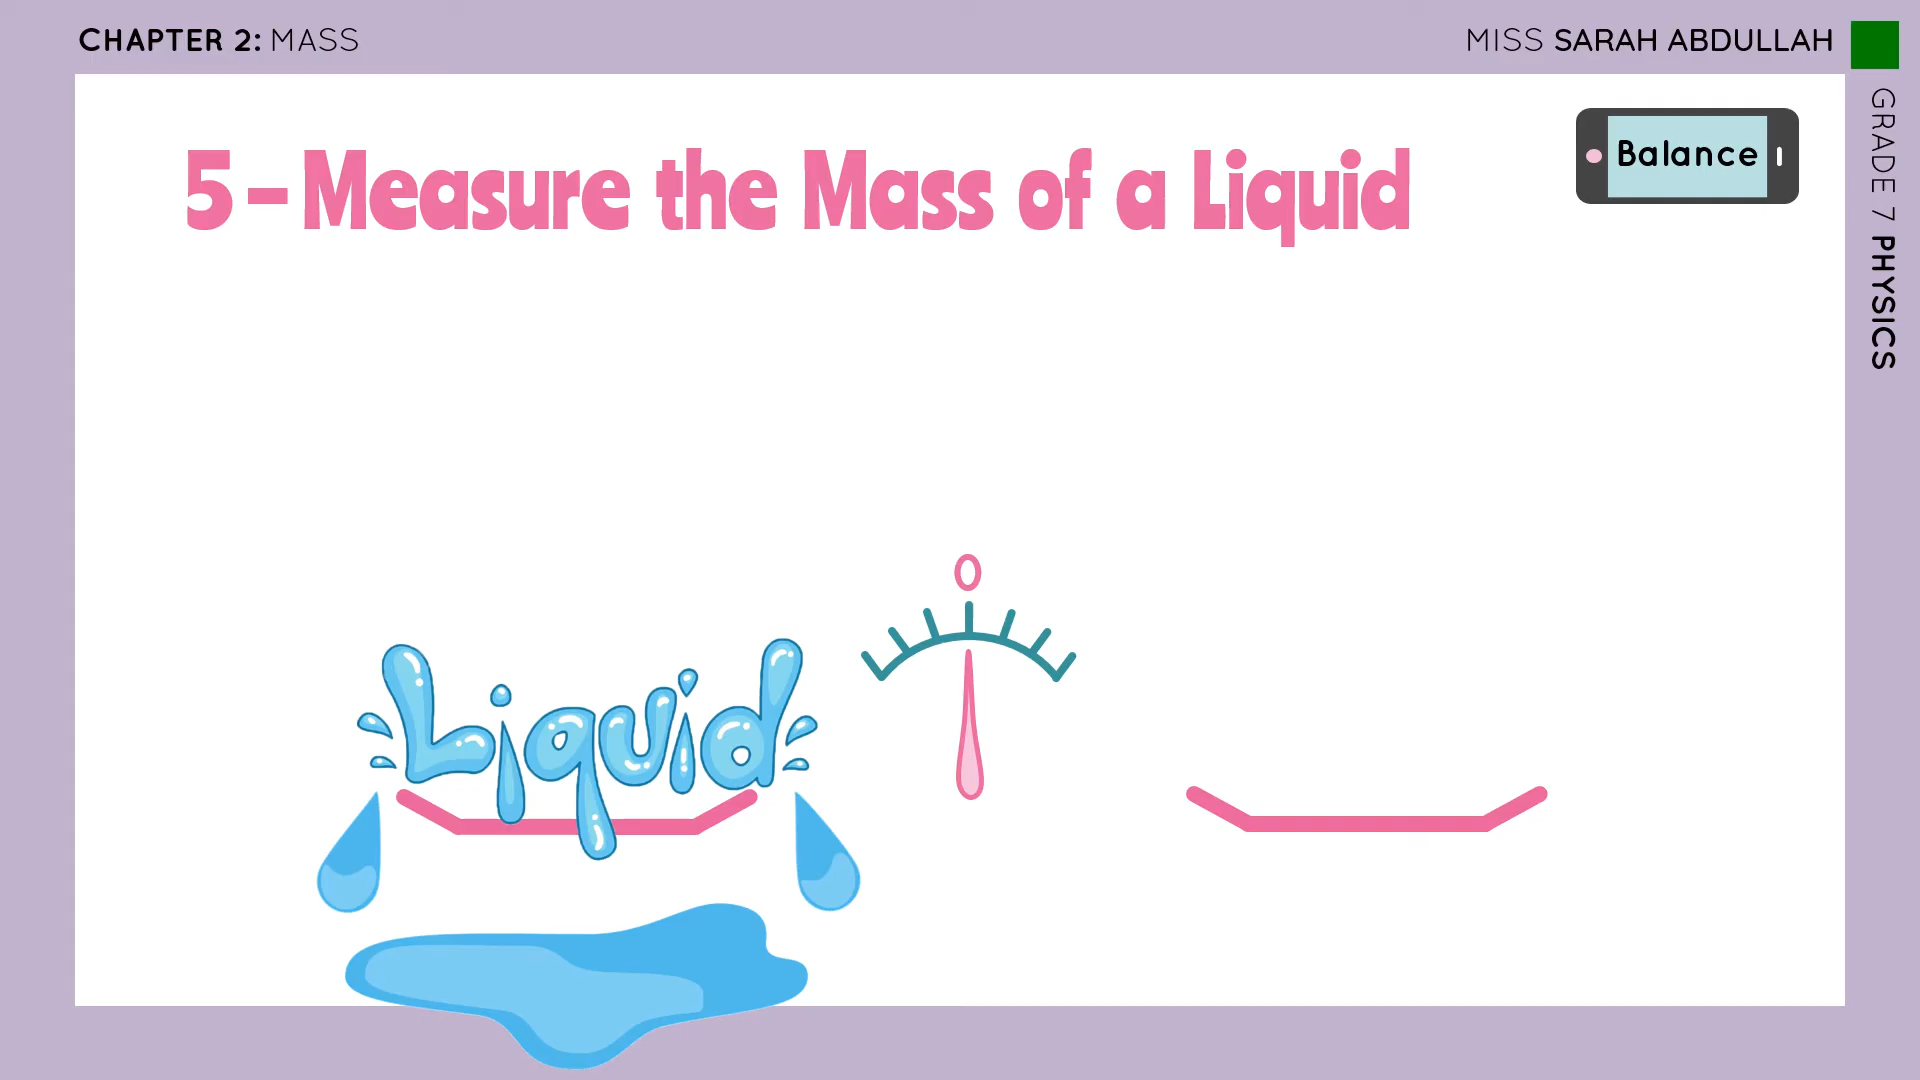 CHAPTER 2: MASS
MISS SARAH ABDULLAH
GRADE 7 PHYSICS
Balance
5-Measure the Mass of a Liquid
0
Liquid